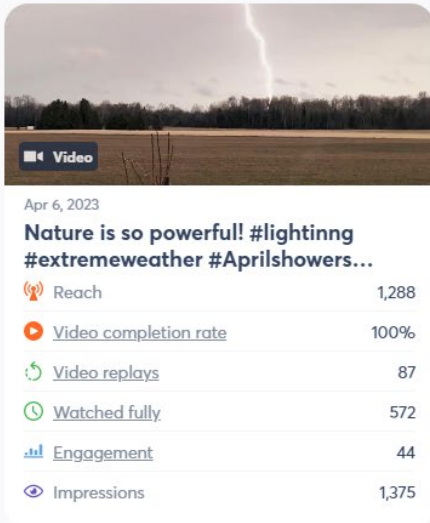 Video
Apr 6, 2023
Nature is so powerful! #lightinng
#extremeweather #Aprilshowers...
Reach 1,288
Video completion rate 100%
Video replays 87
Watched fully 572
Engagement 44
Impressions 1,375